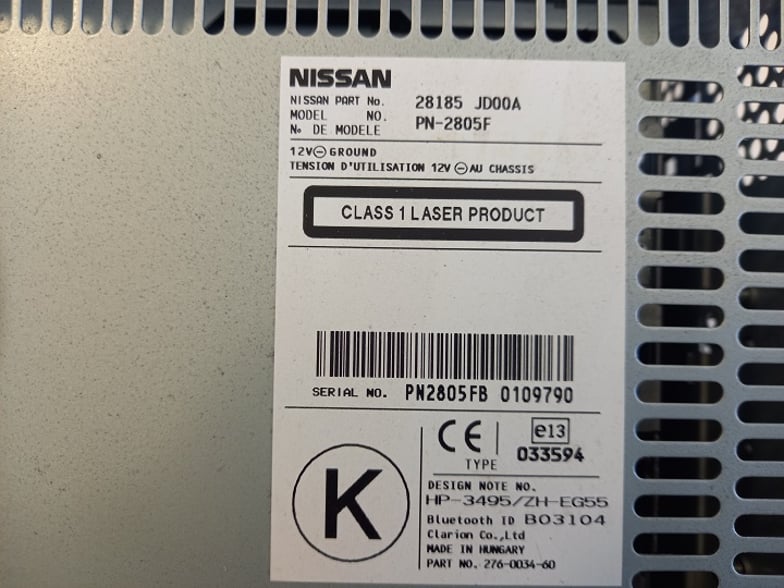 NISSAN
NISSAN PART No. 28185 JD00A
MODEL NO. PN-2805F
No DE MODELE
12V⊖GROUND
TENSION D'UTILISATION 12V ⊖AU CHASSIS
CLASS 1 LASER PRODUCT
SERIAL NO. PN2805FB 0109790
K
CE e13
TYPE 033594
DESIGN NOTE NO.
HP-3495/ZH-EG55
Bluetooth ID B03104
Clarion Co.,Ltd
MADE IN HUNGARY
PART NO. 276-0034-60